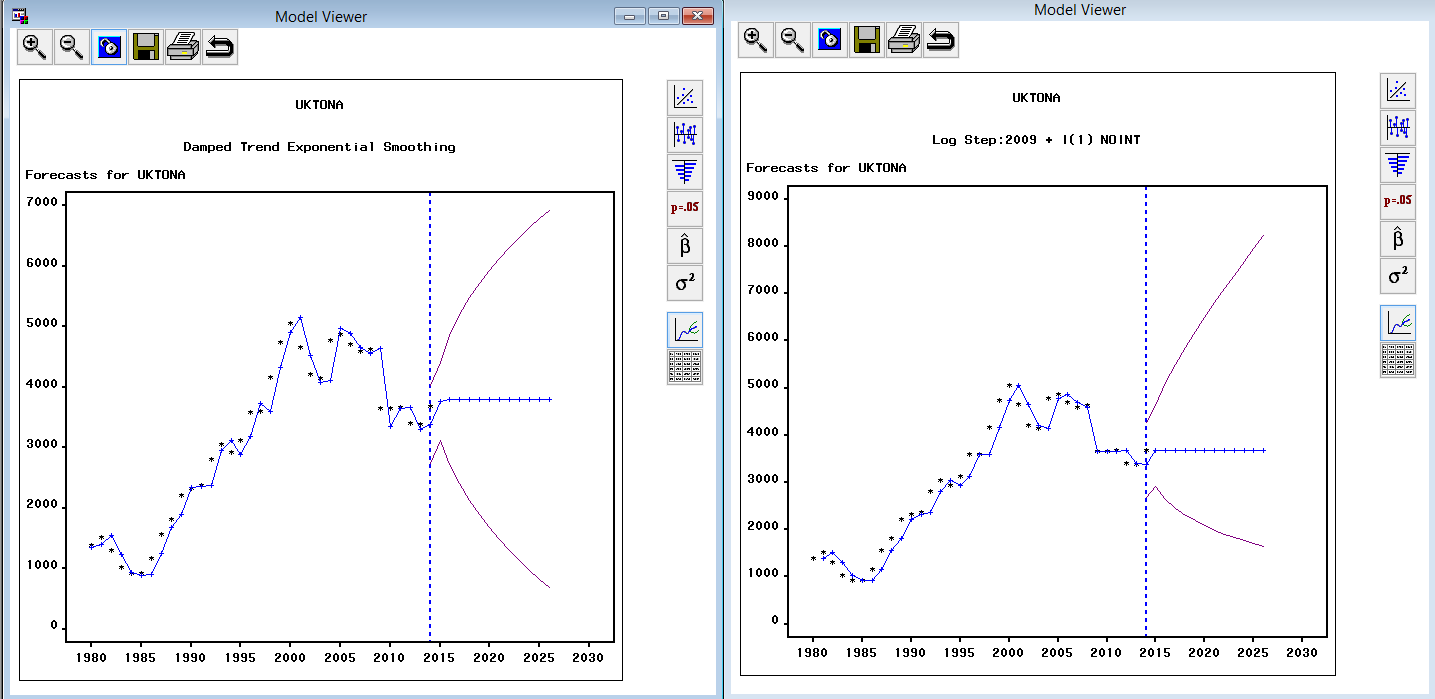 Model Viewer
UKTONA
Damped Trend Exponential Smoothing
Forecasts for UKTONA
7000
6000
5000
4000
3000
2000
1000
0
1980 1985 1990 1995 2000 2005 2010 2015 2020 2025 2030
p=.05
β̂
σ²
Model Viewer
UKTONA
Log Step:2009 + I(1) NOINT
Forecasts for UKTONA
9000
8000
7000
6000
5000
4000
3000
2000
1000
0
1980 1985 1990 1995 2000 2005 2010 2015 2020 2025 2030
p=.05
β̂
σ²